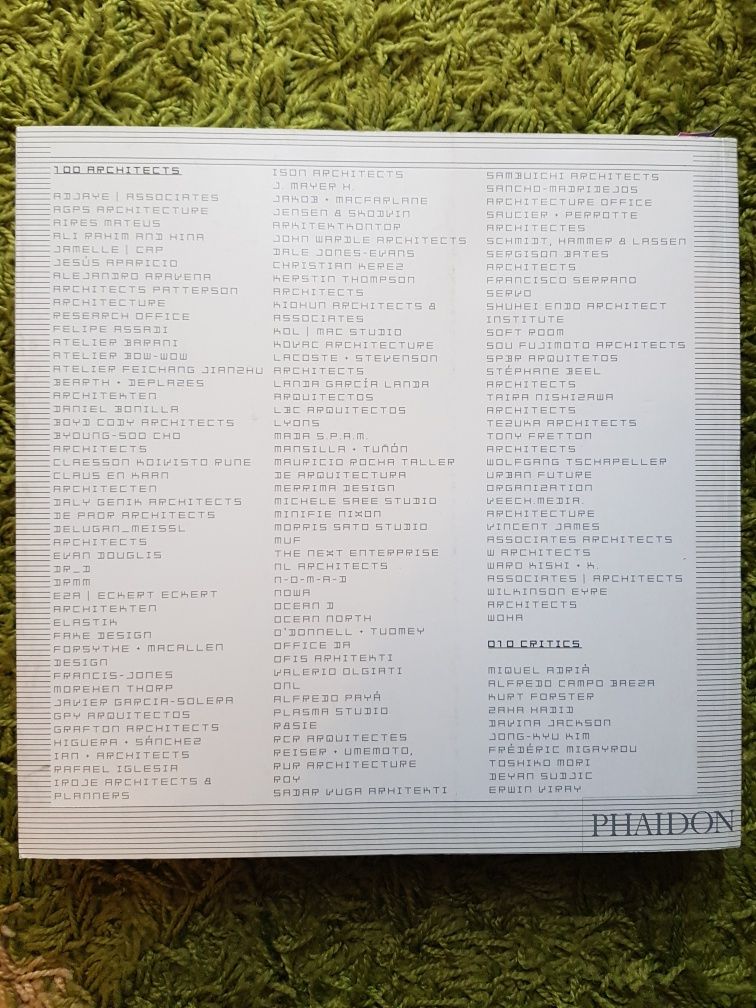 100 ARCHITECTS
ADJAYE | ASSOCIATES
AGPS ARCHITECTURE
AIRES MATEUS
ALI RAHIM AND HINA
JAMELLE | CAP
JESÚS APARICIO
ALEJANDRO ARAVENA
ARCHITECTS PATTERSON
ARCHITECTURE
RESEARCH OFFICE
FELIPE ASSADI
ATELIER BARANI
ATELIER BOW-WOW
ATELIER FEICHANG JIANZHU
BEARTH + DEPLAZES
ARCHITEKTEN
DANIEL BONILLA
BOYD CODY ARCHITECTS
BYOUNG-SOO CHO
ARCHITECTS
CLAESSON KOIVISTO RUNE
CLAUS EN KAAN
ARCHITECTEN
DALY GENIK ARCHITECTS
DE PAOR ARCHITECTS
DELUGAN_MEISSL
ARCHITECTS
EVAN DOUGLIS
DR_D
DRMM
E2A | ECKERT ECKERT
ARCHITEKTEN
ELASTIK
FAKE DESIGN
FORSYTHE + MACALLEN
DESIGN
FRANCIS-JONES
MOREHEN THORP
JAVIER GARCIA-SOLERA
GPY ARQUITECTOS
GRAFTON ARCHITECTS
HIGUERA + SÁNCHEZ
IAN + ARCHITECTS
RAFAEL IGLESIA
IROJE ARCHITECTS &
PLANNERS
ISON ARCHITECTS
J. MAYER H.
JAKOB + MACFARLANE
JENSEN & SKODVIN
ARKITEKTKONTOR
JOHN WARDLE ARCHITECTS
DALE JONES-EVANS
CHRISTIAN KEREZ
KERSTIN THOMPSON
ARCHITECTS
KIOHUN ARCHITECTS &
ASSOCIATES
KOL | MAC STUDIO
KOVAC ARCHITECTURE
LACOSTE + STEVENSON
ARCHITECTS
LANDA GARCÍA LANDA
ARQUITECTOS
LBC ARQUITECTOS
LYONS
MADA S.P.A.M.
MANSILLA + TUÑÓN
MAURICIO ROCHA TALLER
DE ARQUITECTURA
MERRIMA DESIGN
MICHELE SAEE STUDIO
MINIFIE NIXON
MORRIS SATO STUDIO
MUF
THE NEXT ENTERPRISE
NL ARCHITECTS
N-O-M-A-D
NOWA
OCEAN D
OCEAN NORTH
O'DONNELL + TUOMEY
OFFICE DA
OFIS ARHITEKTI
VALERIO OLGIATI
ONL
ALFREDO PAYÁ
PLASMA STUDIO
R&SIE
RCR ARQUITECTES
REISER + UMEMOTO,
RUR ARCHITECTURE
ROY
SADAR VUGA ARHITEKTI
SAMBUICHI ARCHITECTS
SANCHO-MADRIDEJOS
ARCHITECTURE OFFICE
SAUCIER + PERROTTE
ARCHITECTES
SCHMIDT, HAMMER & LASSEN
SERGISON BATES
ARCHITECTS
FRANCISCO SERRANO
SERVO
SHUHEI ENDO ARCHITECT
INSTITUTE
SOFT ROOM
SOU FUJIMOTO ARCHITECTS
SPBR ARQUITETOS
STÉPHANE BEEL
ARCHITECTS
TAIRA NISHIZAWA
ARCHITECTS
TEZUKA ARCHITECTS
TONY FRETTON
ARCHITECTS
WOLFGANG TSCHAPELLER
URBAN FUTURE
ORGANIZATION
VEECH.MEDIA.
ARCHITECTURE
VINCENT JAMES
ASSOCIATES ARCHITECTS
W ARCHITECTS
WARO KISHI + K.
ASSOCIATES | ARCHITECTS
WILKINSON EYRE
ARCHITECTS
WOHA
010 CRITICS
MIQUEL ADRIÀ
ALFREDO CAMPO BAEZA
KURT FORSTER
ZAHA HADID
DAVINA JACKSON
JONG-KYU KIM
FRÉDÉRIC MIGAYROU
TOSHIKO MORI
DEYAN SUDJIC
ERWIN VIRAY
PHAIDON